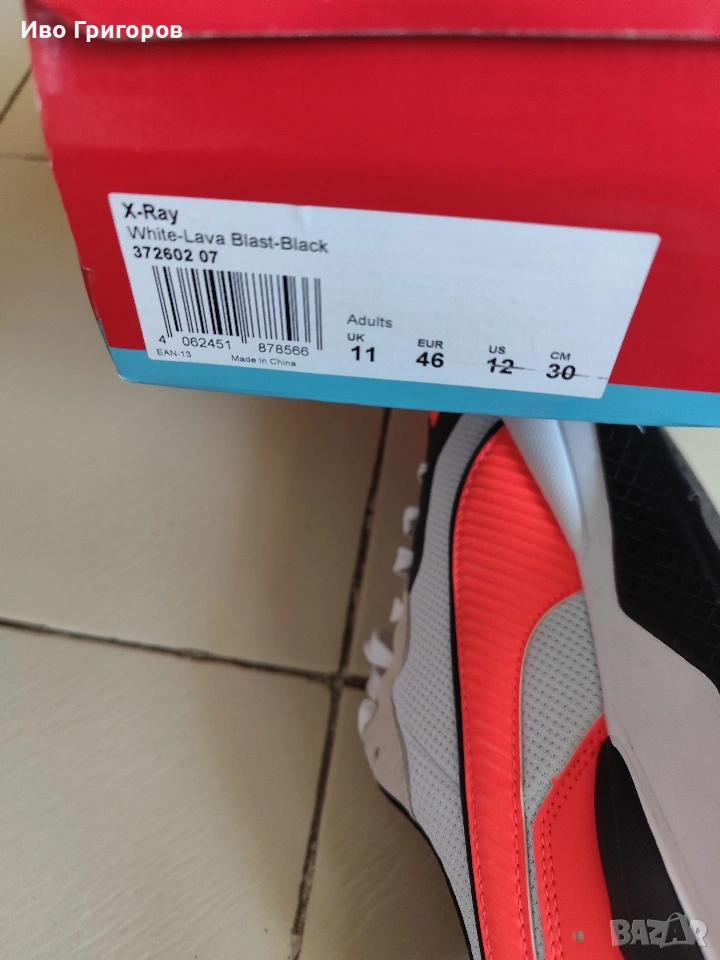 Иво Григоров
X-Ray
White-Lava Blast-Black
372602 07
4 062451 878566
EAN-13 Made in China
Adults
UK EUR US CM
11 46 12 30
BAZAR